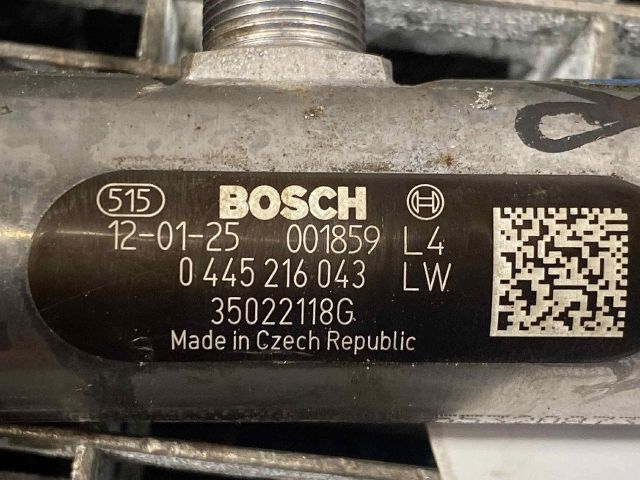 515 BOSCH
12-01-25 001859 L4
0 445 216 043 LW
35022118G
Made in Czech Republic